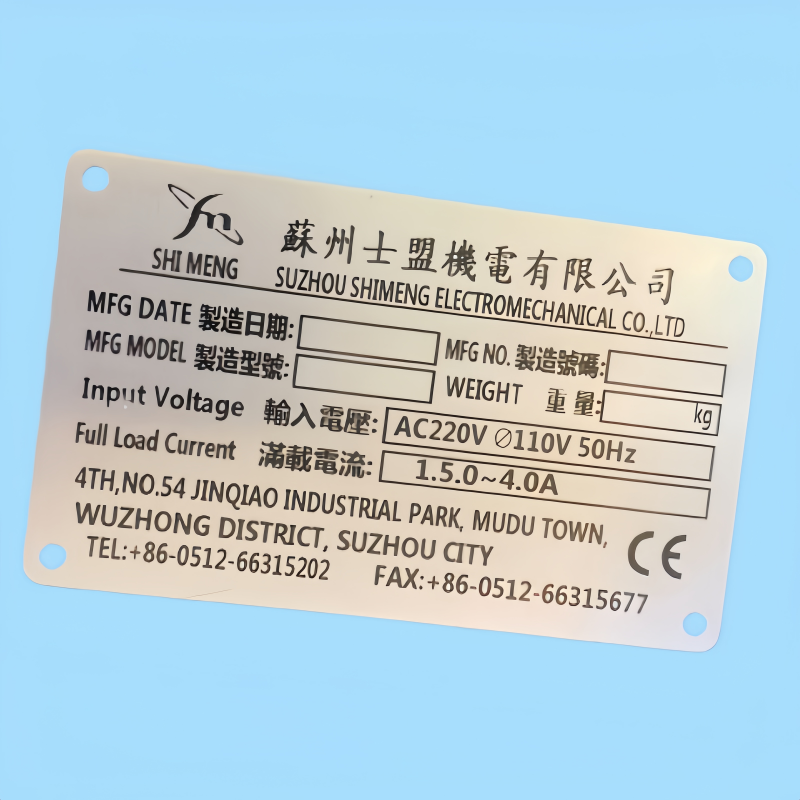 SHI MENG
蘇州士盟機電有限公司
SUZHOU SHIMENG ELECTROMECHANICAL CO.,LTD
MFG DATE 製造日期:
MFG NO. 製造號碼:
MFG MODEL 製造型號:
WEIGHT 重量: kg
Input Voltage 輸入電壓: AC220V ∅110V 50Hz
Full Load Current 滿載電流: 1.5.0~4.0A
4TH,NO.54 JINQIAO INDUSTRIAL PARK, MUDU TOWN,
WUZHONG DISTRICT, SUZHOU CITY
CE
TEL:+86-0512-66315202 FAX:+86-0512-66315677